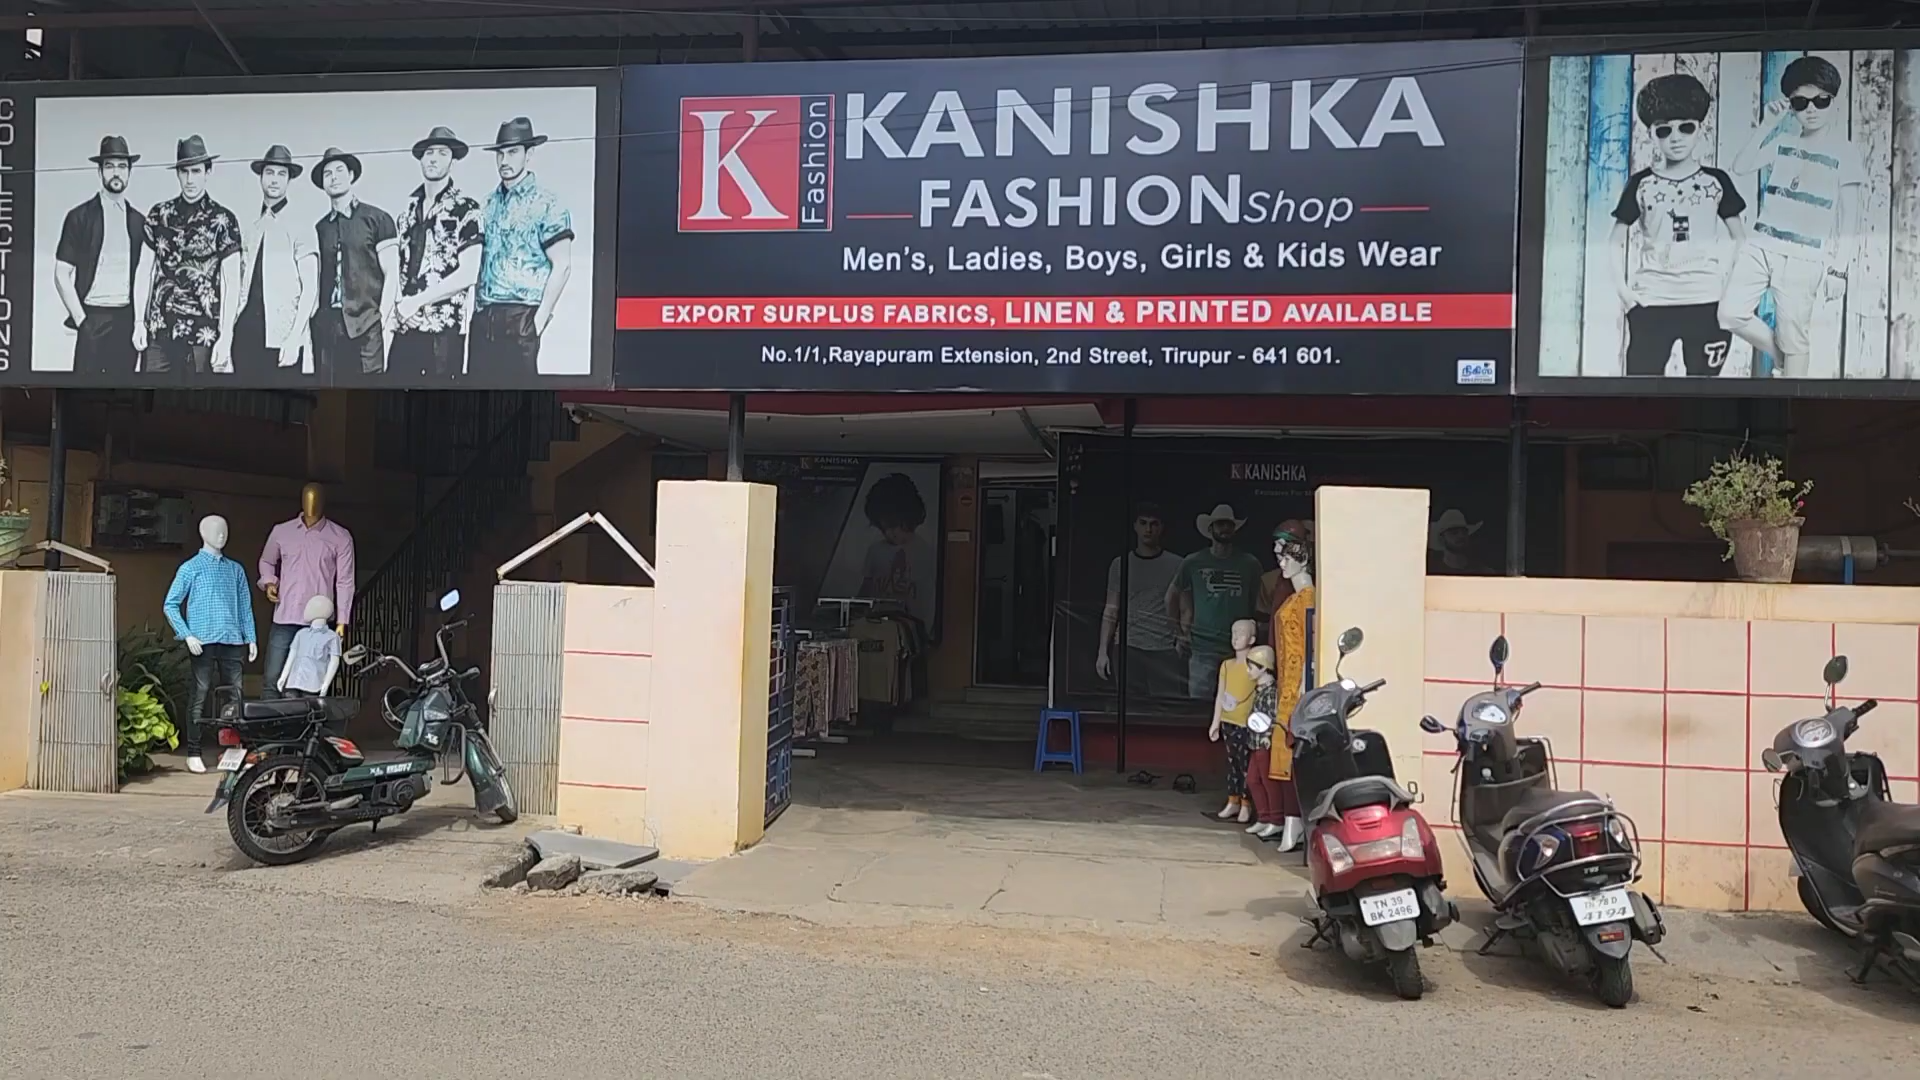 COLLECTIONS
K
Fashion
KANISHKA
FASHION Shop
Men's, Ladies, Boys, Girls & Kids Wear
EXPORT SURPLUS FABRICS, LINEN & PRINTED AVAILABLE
No.1/1,Rayapuram Extension, 2nd Street, Tirupur - 641 601.
நிகிஸ்
KANISHKA
K KANISHKA
TN 39
BK 2496
TN 78 D
4194